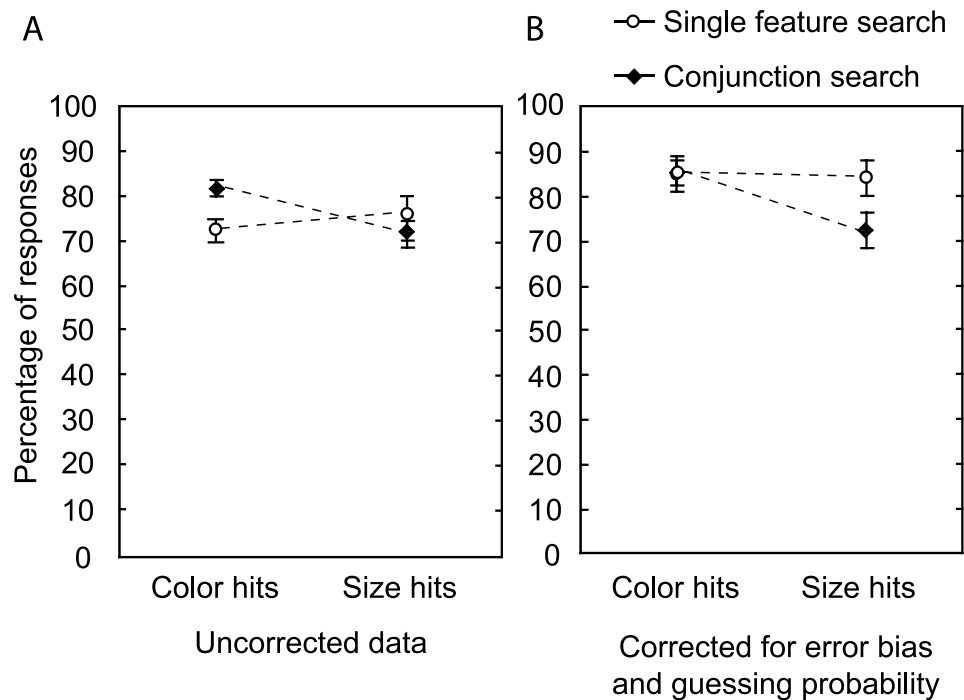 A
B
Single feature search
Conjunction search
Percentage of responses
100
90
80
70
60
50
40
30
20
10
0
Color hits
Size hits
Uncorrected data
100
90
80
70
60
50
40
30
20
10
0
Color hits
Size hits
Corrected for error bias
and guessing probability